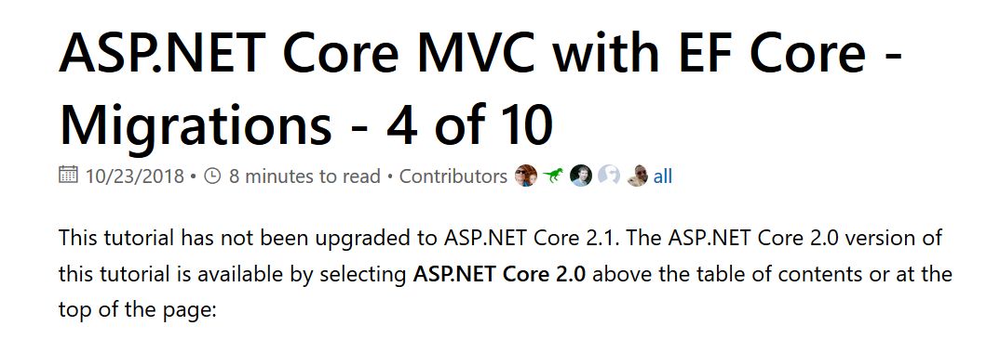 ASP.NET Core MVC with EF Core -
Migrations - 4 of 10
10/23/2018 • 8 minutes to read • Contributors all
This tutorial has not been upgraded to ASP.NET Core 2.1. The ASP.NET Core 2.0 version of
this tutorial is available by selecting ASP.NET Core 2.0 above the table of contents or at the
top of the page: